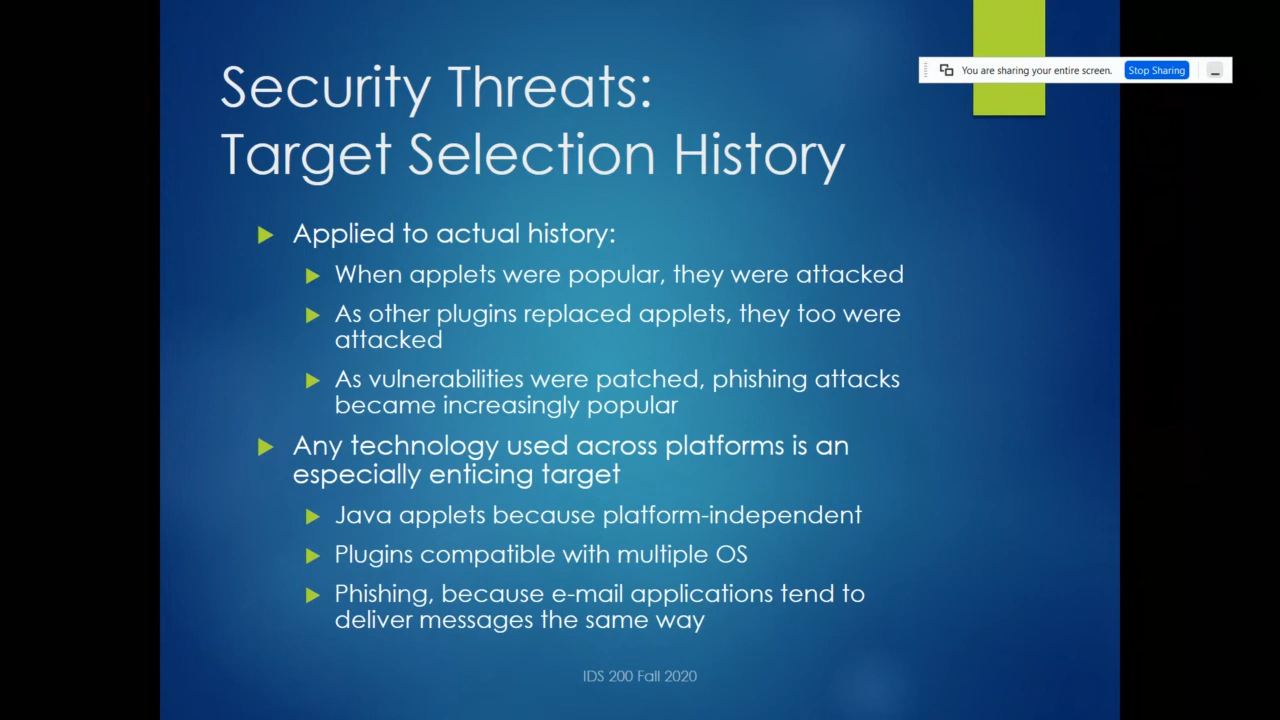 Security Threats:
Target Selection History
You are sharing your entire screen.
Stop Sharing
Applied to actual history:
When applets were popular, they were attacked
As other plugins replaced applets, they too were
attacked
As vulnerabilities were patched, phishing attacks
became increasingly popular
Any technology used across platforms is an
especially enticing target
Java applets because platform-independent
Plugins compatible with multiple OS
Phishing, because e-mail applications tend to
deliver messages the same way
IDS 200 Fall 2020